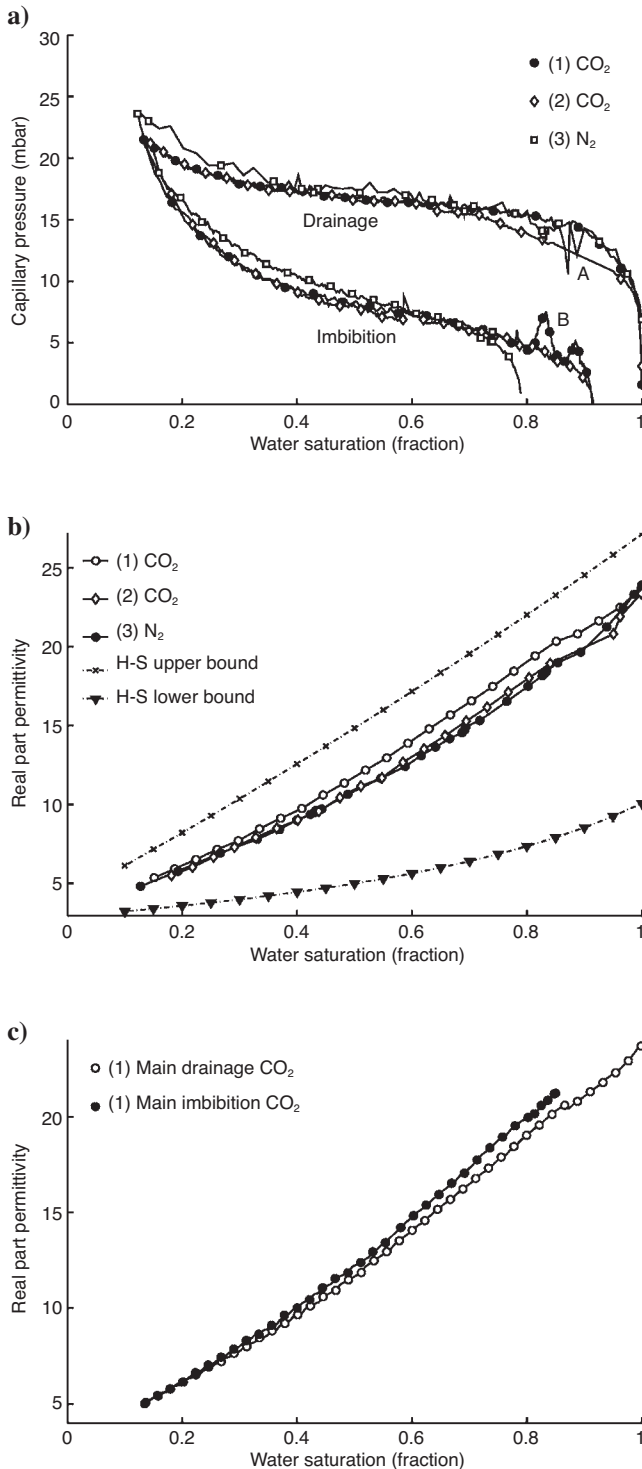 a)
30
25
20
15
10
5
0
Capillary pressure (mbar)
(1) CO₂
(2) CO₂
(3) N₂
Drainage
A
B
Imbibition
0 0.2 0.4 0.6 0.8 1
Water saturation (fraction)
b)
25
20
15
10
5
Real part permittivity
(1) CO₂
(2) CO₂
(3) N₂
H-S upper bound
H-S lower bound
0 0.2 0.4 0.6 0.8 1
Water saturation (fraction)
c)
20
15
10
5
Real part permittivity
(1) Main drainage CO₂
(1) Main imbibition CO₂
0 0.2 0.4 0.6 0.8 1
Water saturation (fraction)